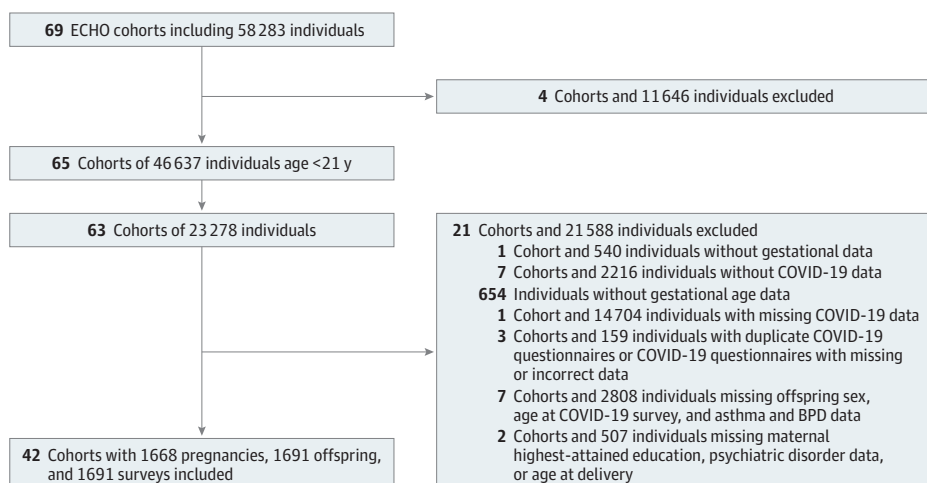 69 ECHO cohorts including 58 283 individuals
4 Cohorts and 11 646 individuals excluded
65 Cohorts of 46 637 individuals age <21 y
63 Cohorts of 23 278 individuals
21 Cohorts and 21 588 individuals excluded
1 Cohort and 540 individuals without gestational data
7 Cohorts and 2216 individuals without COVID-19 data
654 Individuals without gestational age data
1 Cohort and 14 704 individuals with missing COVID-19 data
3 Cohorts and 159 individuals with duplicate COVID-19
questionnaires or COVID-19 questionnaires with missing
or incorrect data
7 Cohorts and 2808 individuals missing offspring sex,
age at COVID-19 survey, and asthma and BPD data
2 Cohorts and 507 individuals missing maternal
highest-attained education, psychiatric disorder data,
or age at delivery
42 Cohorts with 1668 pregnancies, 1691 offspring,
and 1691 surveys included